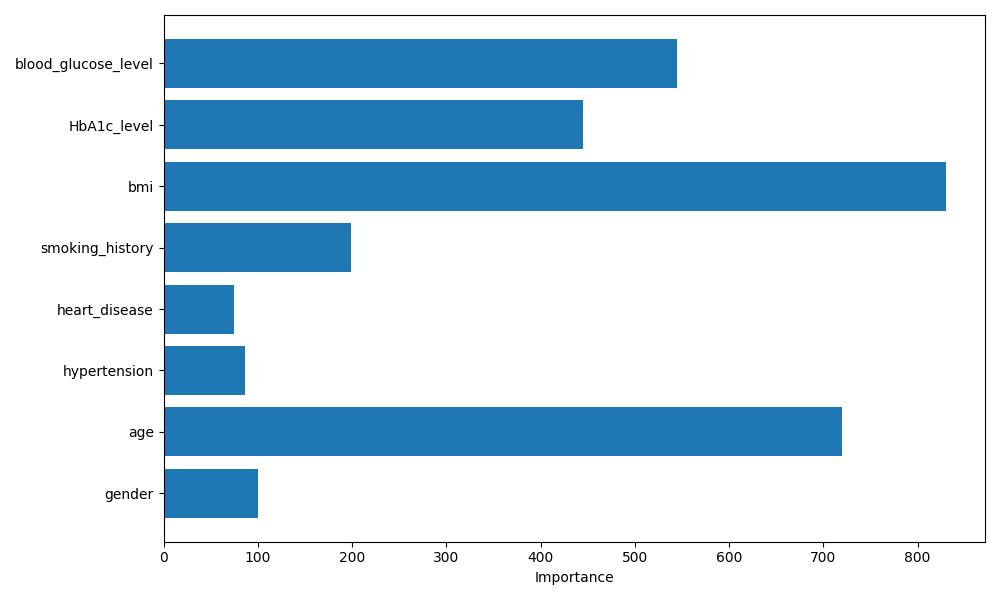 blood_glucose_level
HbA1c_level
bmi
smoking_history
heart_disease
hypertension
age
gender
0 100 200 300 400 500 600 700 800
Importance